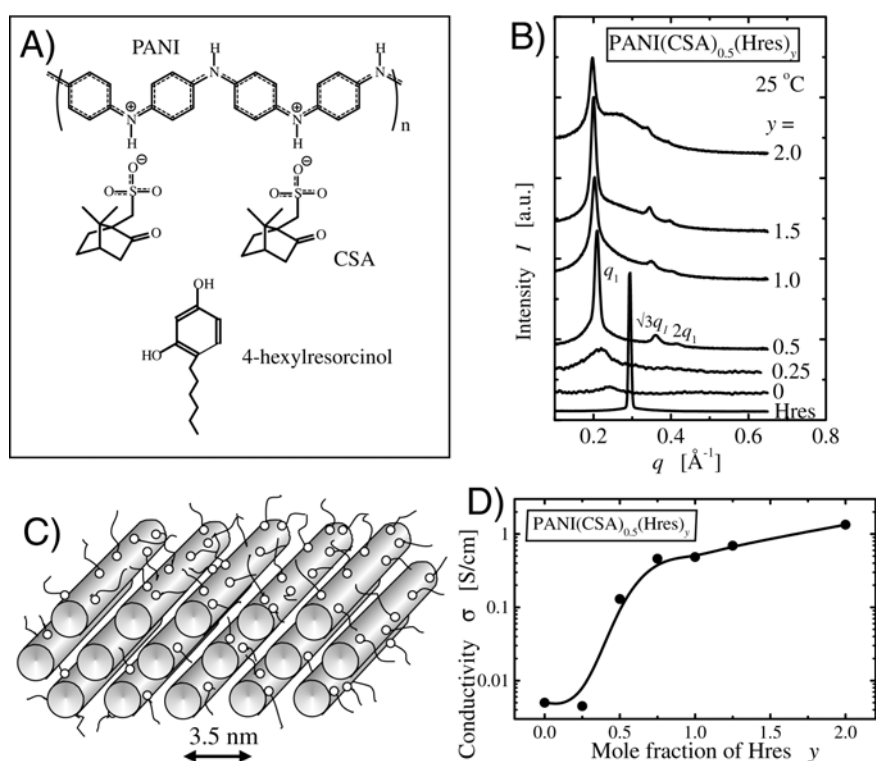 A)
PANI
H
N
H
N
N
⊕
H
N
⊕
H
n
O
⊖
O
S
O
O
⊖
O
S
O
O
O
CSA
OH
HO
4-hexylresorcinol
B)
PANI(CSA)0.5(Hres)y
25 °C
y =
2.0
1.5
1.0
0.5
0.25
0
Hres
q1
√3q1 2q1
Intensity I [a.u.]
0.2 0.4 0.6 0.8
q [Å-1]
C)
3.5 nm
D)
PANI(CSA)0.5(Hres)y
Conductivity σ [S/cm]
1
0.1
0.01
0.0 0.5 1.0 1.5 2.0
Mole fraction of Hres y